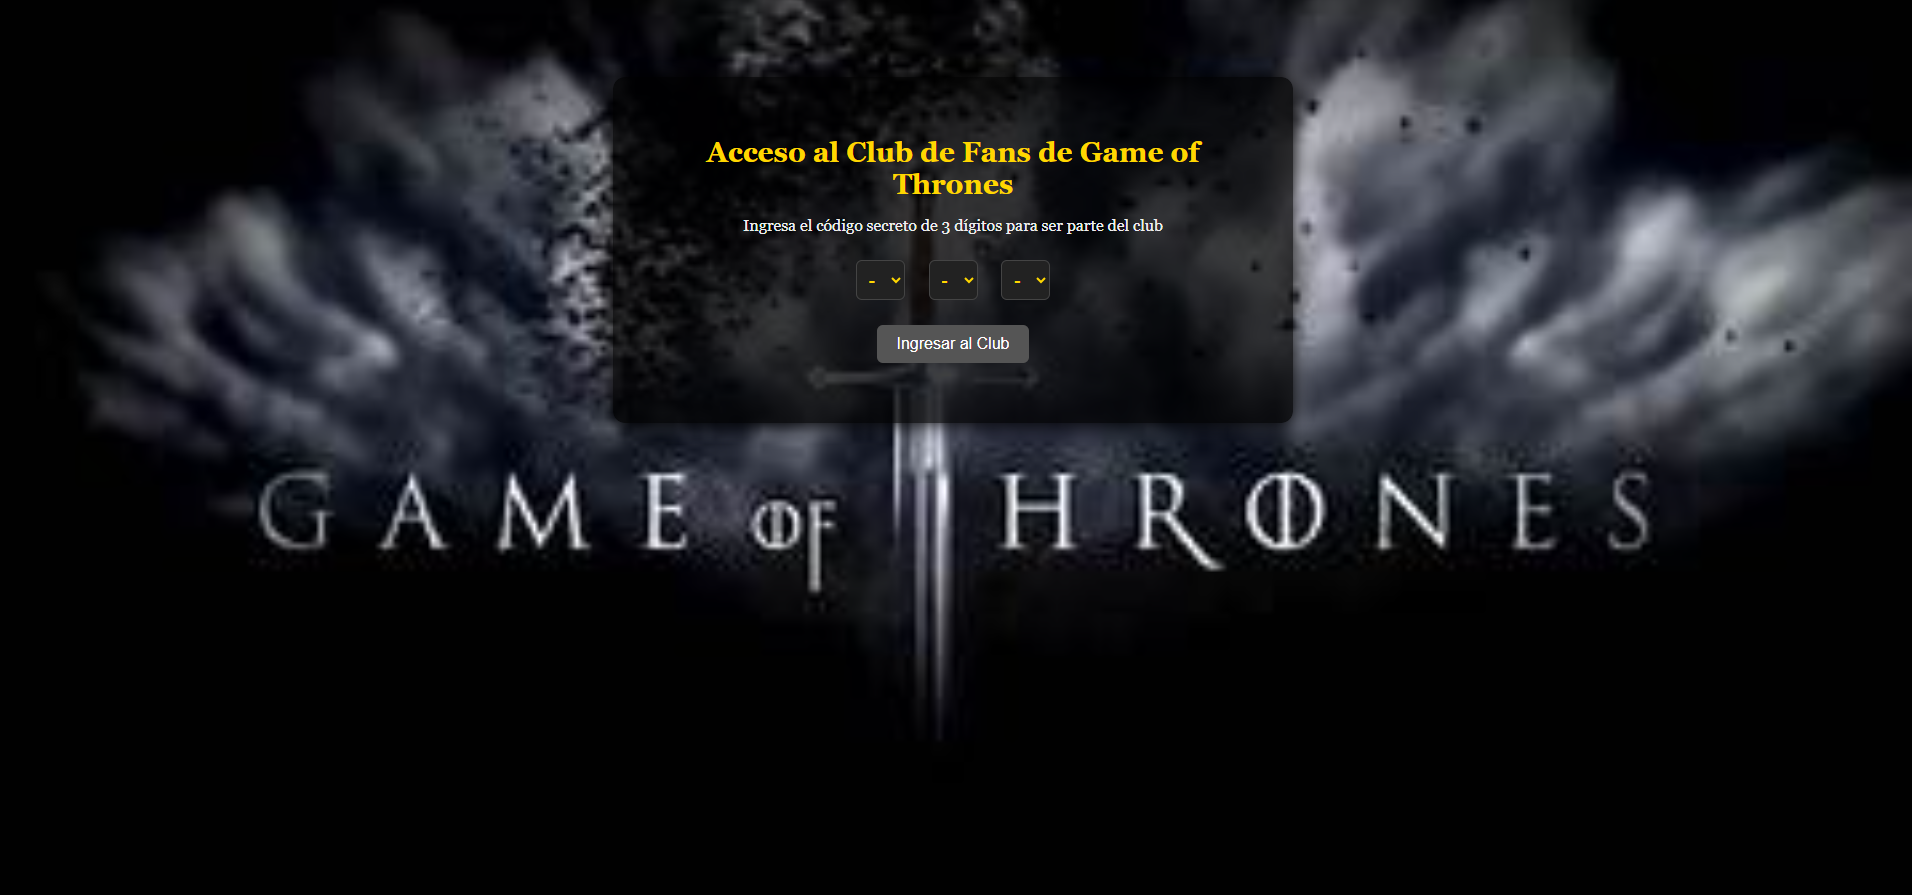 Acceso al Club de Fans de Game of
Thrones
Ingresa el código secreto de 3 dígitos para ser parte del club
- - -
Ingresar al Club
GAME OF THRONES